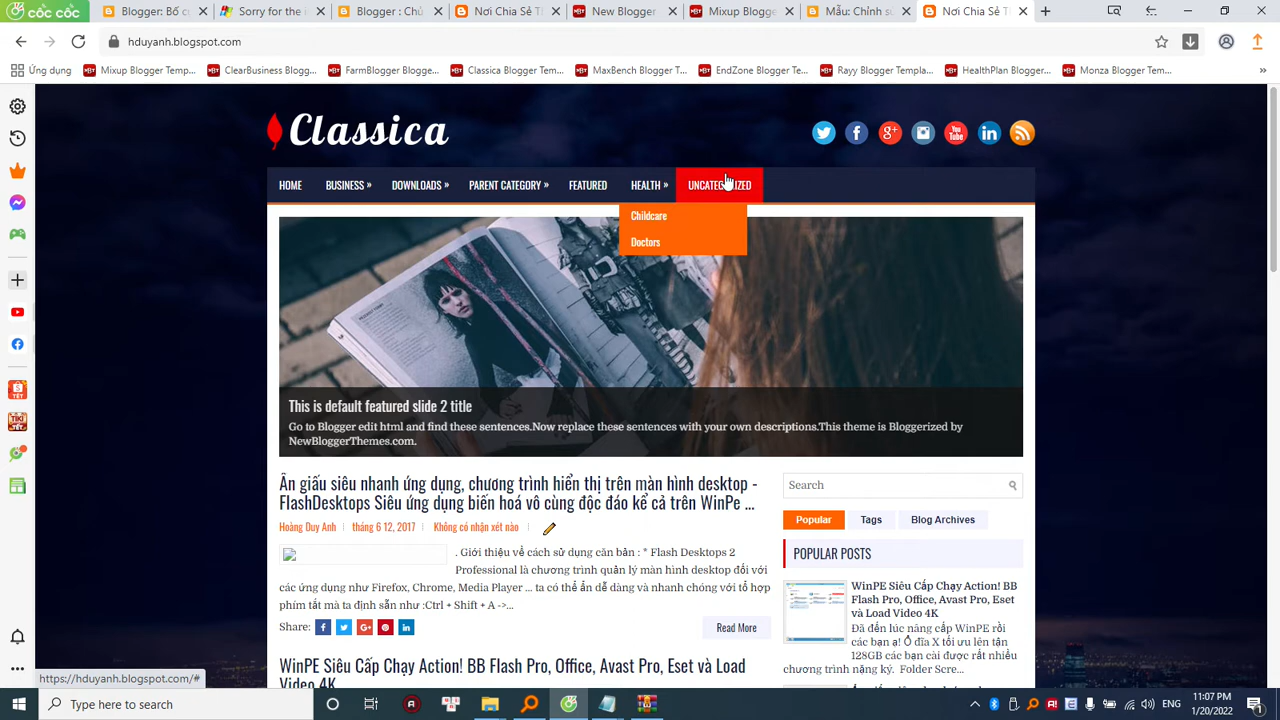 Blogger: Bố c
Sorry for the i
Blogger : Chủ
Nơi Chia Sẻ Th
New Blogger
Mixup Blogger
Mẫu: Chính s
Nơi Chia Sẻ Th
hduyanh.blogspot.com
Ứng dụng
Mixup Blogger Tempa...
ClearBusiness Blogg...
FarmBlogger Blogge...
Classica Blogger Tem...
MaxBench Blogger T...
EndZone Blogger Te...
Rayy Blogger Templa...
HealthPlan Blogger...
Monza Blogger Tem...
Classica
HOME
BUSINESS »
DOWNLOADS »
PARENT CATEGORY »
FEATURED
HEALTH »
UNCATEGORIZED
Childcare
Doctors
This is default featured slide 2 title
Go to Blogger edit html and find these sentences.Now replace these sentences with your own descriptions.This theme is Bloggerized by
NewBloggerThemes.com.
Ẩn giấu siêu nhanh ứng dụng, chương trình hiển thị trên màn hình desktop -
FlashDesktops Siêu ứng dụng biến hoá vô cùng độc đáo kể cả trên WinPe ...
Hoàng Duy Anh
tháng 6 12, 2017
Không có nhận xét nào
. Giới thiệu về cách sử dụng căn bản : * Flash Desktops 2
Professional là chương trình quản lý màn hình desktop đối với
các ứng dụng như Firefox, Chrome, Media Player ... ta có thể ẩn dễ dàng và nhanh chóng với tổ hợp
phím tắt mà ta định sẵn như :Ctrl + Shift + A ->...
Share:
Read More
WinPE Siêu Cấp Chạy Action! BB Flash Pro, Office, Avast Pro, Eset và Load
Video 4K
Search
Popular
Tags
Blog Archives
POPULAR POSTS
WinPE Siêu Cấp Chạy Action! BB
Flash Pro, Office, Avast Pro, Eset
và Load Video 4K
Đã đến lúc nâng cấp WinPE rồi
các bạn ạ! Ổ đĩa X tối ưu lên tận
128GB các bạn cài được rất nhiều
chương trình nặng ký. Folder Scre...
https://hduyanh.blogspot.com/#
Type here to search
ENG
11:07 PM
1/20/2022